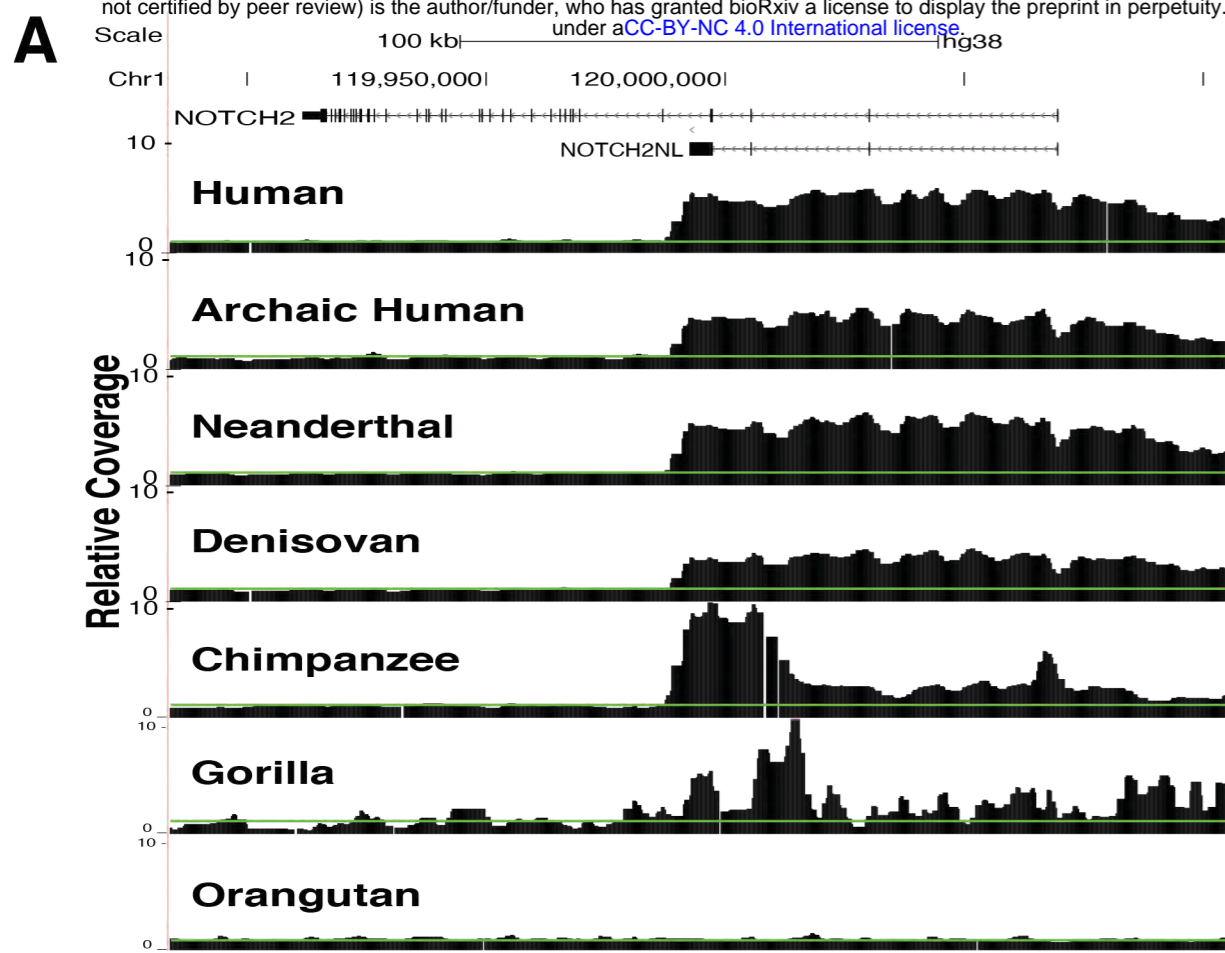 not certified by peer review) is the author/funder, who has granted bioRxiv a license to display the preprint in perpetuity.
under aCC-BY-NC 4.0 International license.
A
Scale 100 kb hg38
Chr1 119,950,000 120,000,000
NOTCH2
10 NOTCH2NL
Human
0
10
Archaic Human
0
10
Neanderthal
0
10
Denisovan
0
10
Chimpanzee
0
10
Gorilla
0
10
Orangutan
0
Relative Coverage